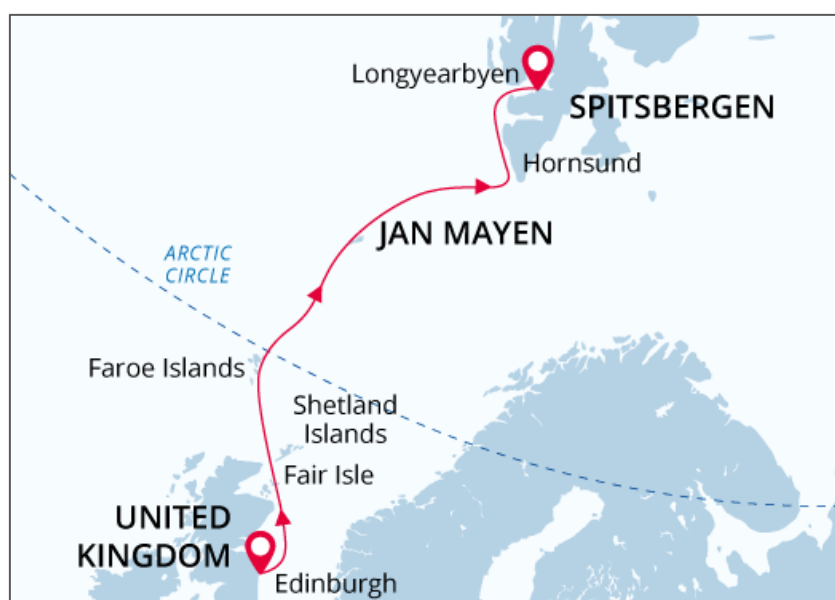 Longyearbyen
SPITSBERGEN
Hornsund
JAN MAYEN
ARCTIC
CIRCLE
Faroe Islands
Shetland
Islands
Fair Isle
UNITED
KINGDOM
Edinburgh